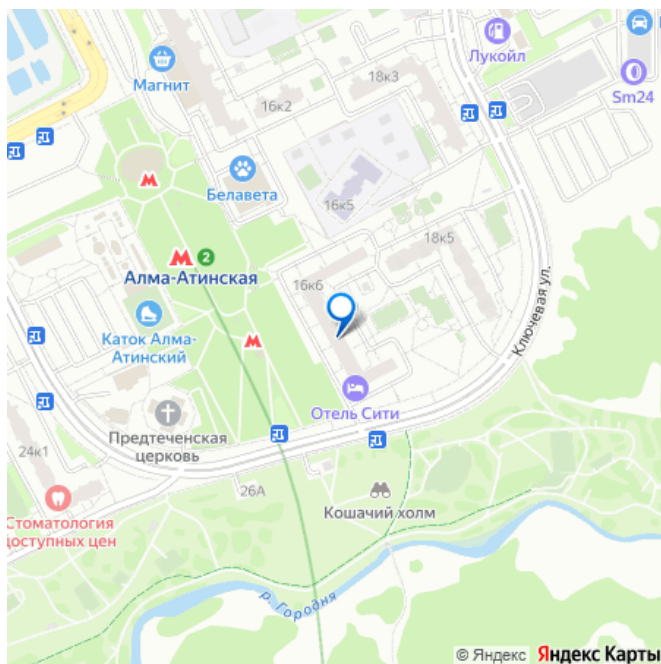 Лукойл
Магнит
18к3
Sm24
16к2
Белавета
16к5
18к5
2
Алма-Атинская
16к6
Ключевая ул.
Каток Алма-
Атинский
Отель Сити
Предтеченская
церковь
24к1
26А
Кошачий холм
Стоматология
доступных цен
р. Городня
© Яндекс Яндекс Карты